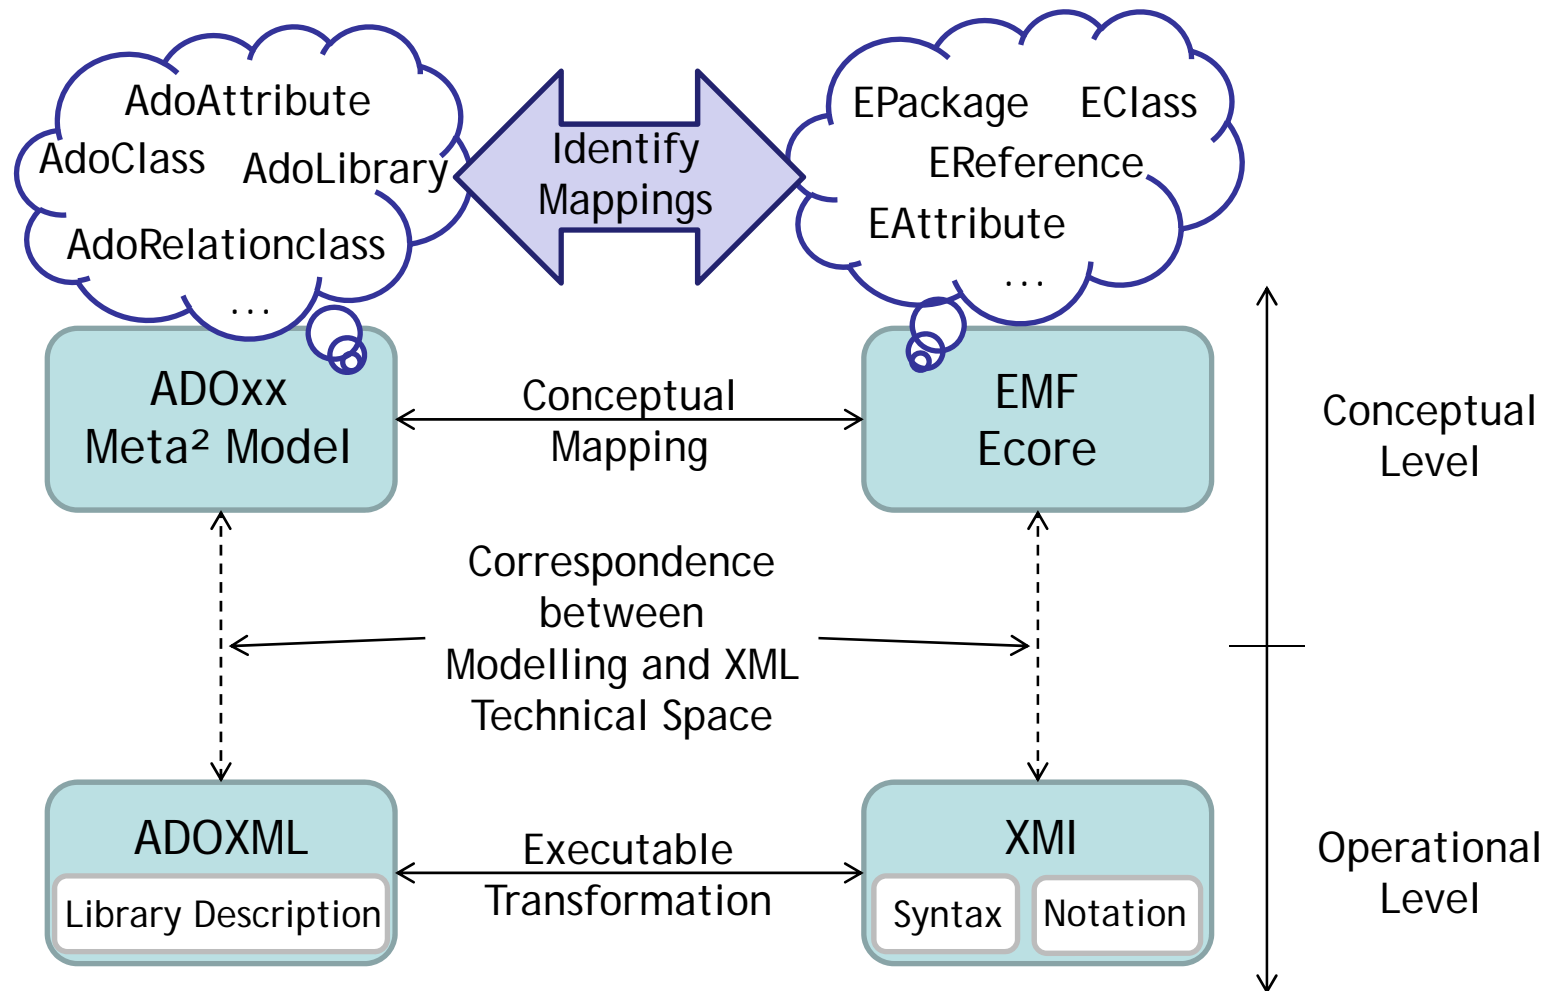 AdoAttribute
AdoClass
AdoLibrary
AdoRelationclass
...
Identify
Mappings
EPackage
EClass
EReference
EAttribute
...
ADOxx
Meta² Model
Conceptual
Mapping
EMF
Ecore
Conceptual
Level
Correspondence
between
Modelling and XML
Technical Space
ADOXML
Library Description
Executable
Transformation
XMI
Syntax
Notation
Operational
Level